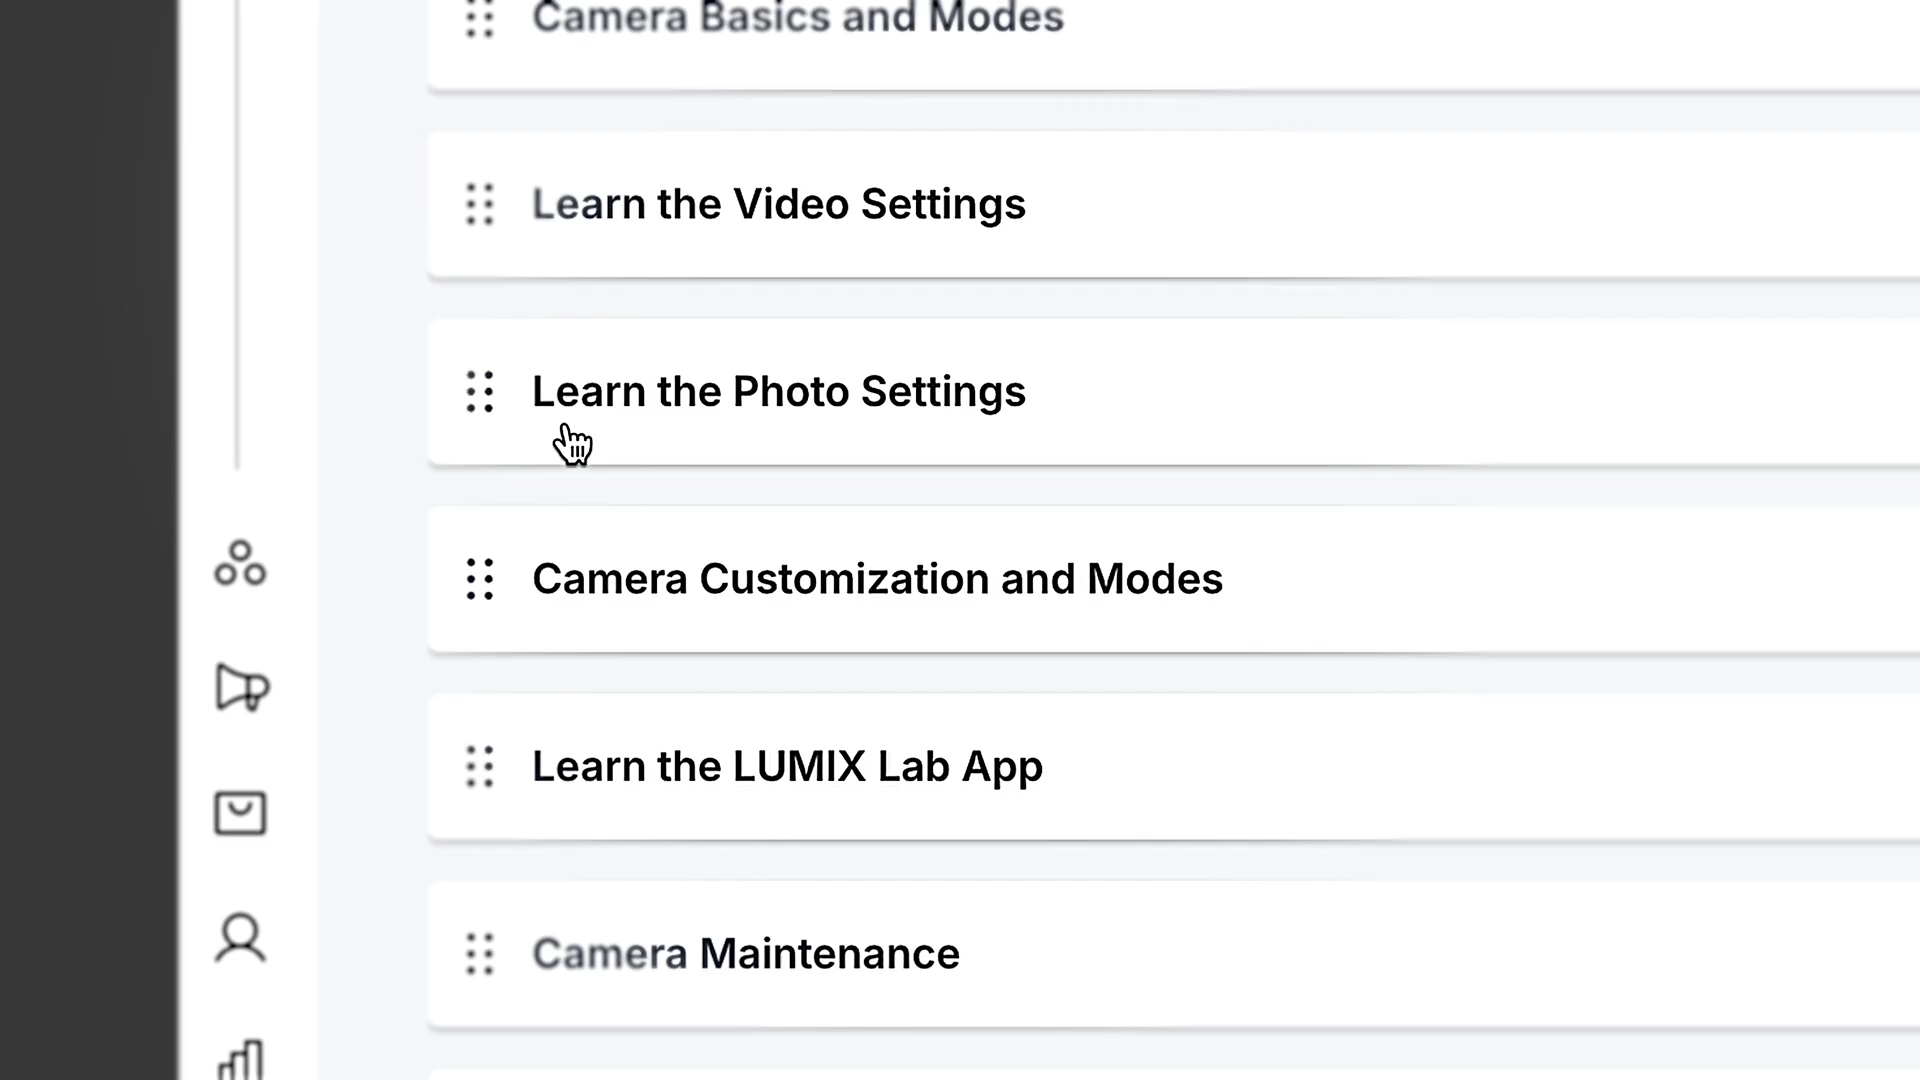 Camera Basics and Modes
Learn the Video Settings
Learn the Photo Settings
Camera Customization and Modes
Learn the LUMIX Lab App
Camera Maintenance